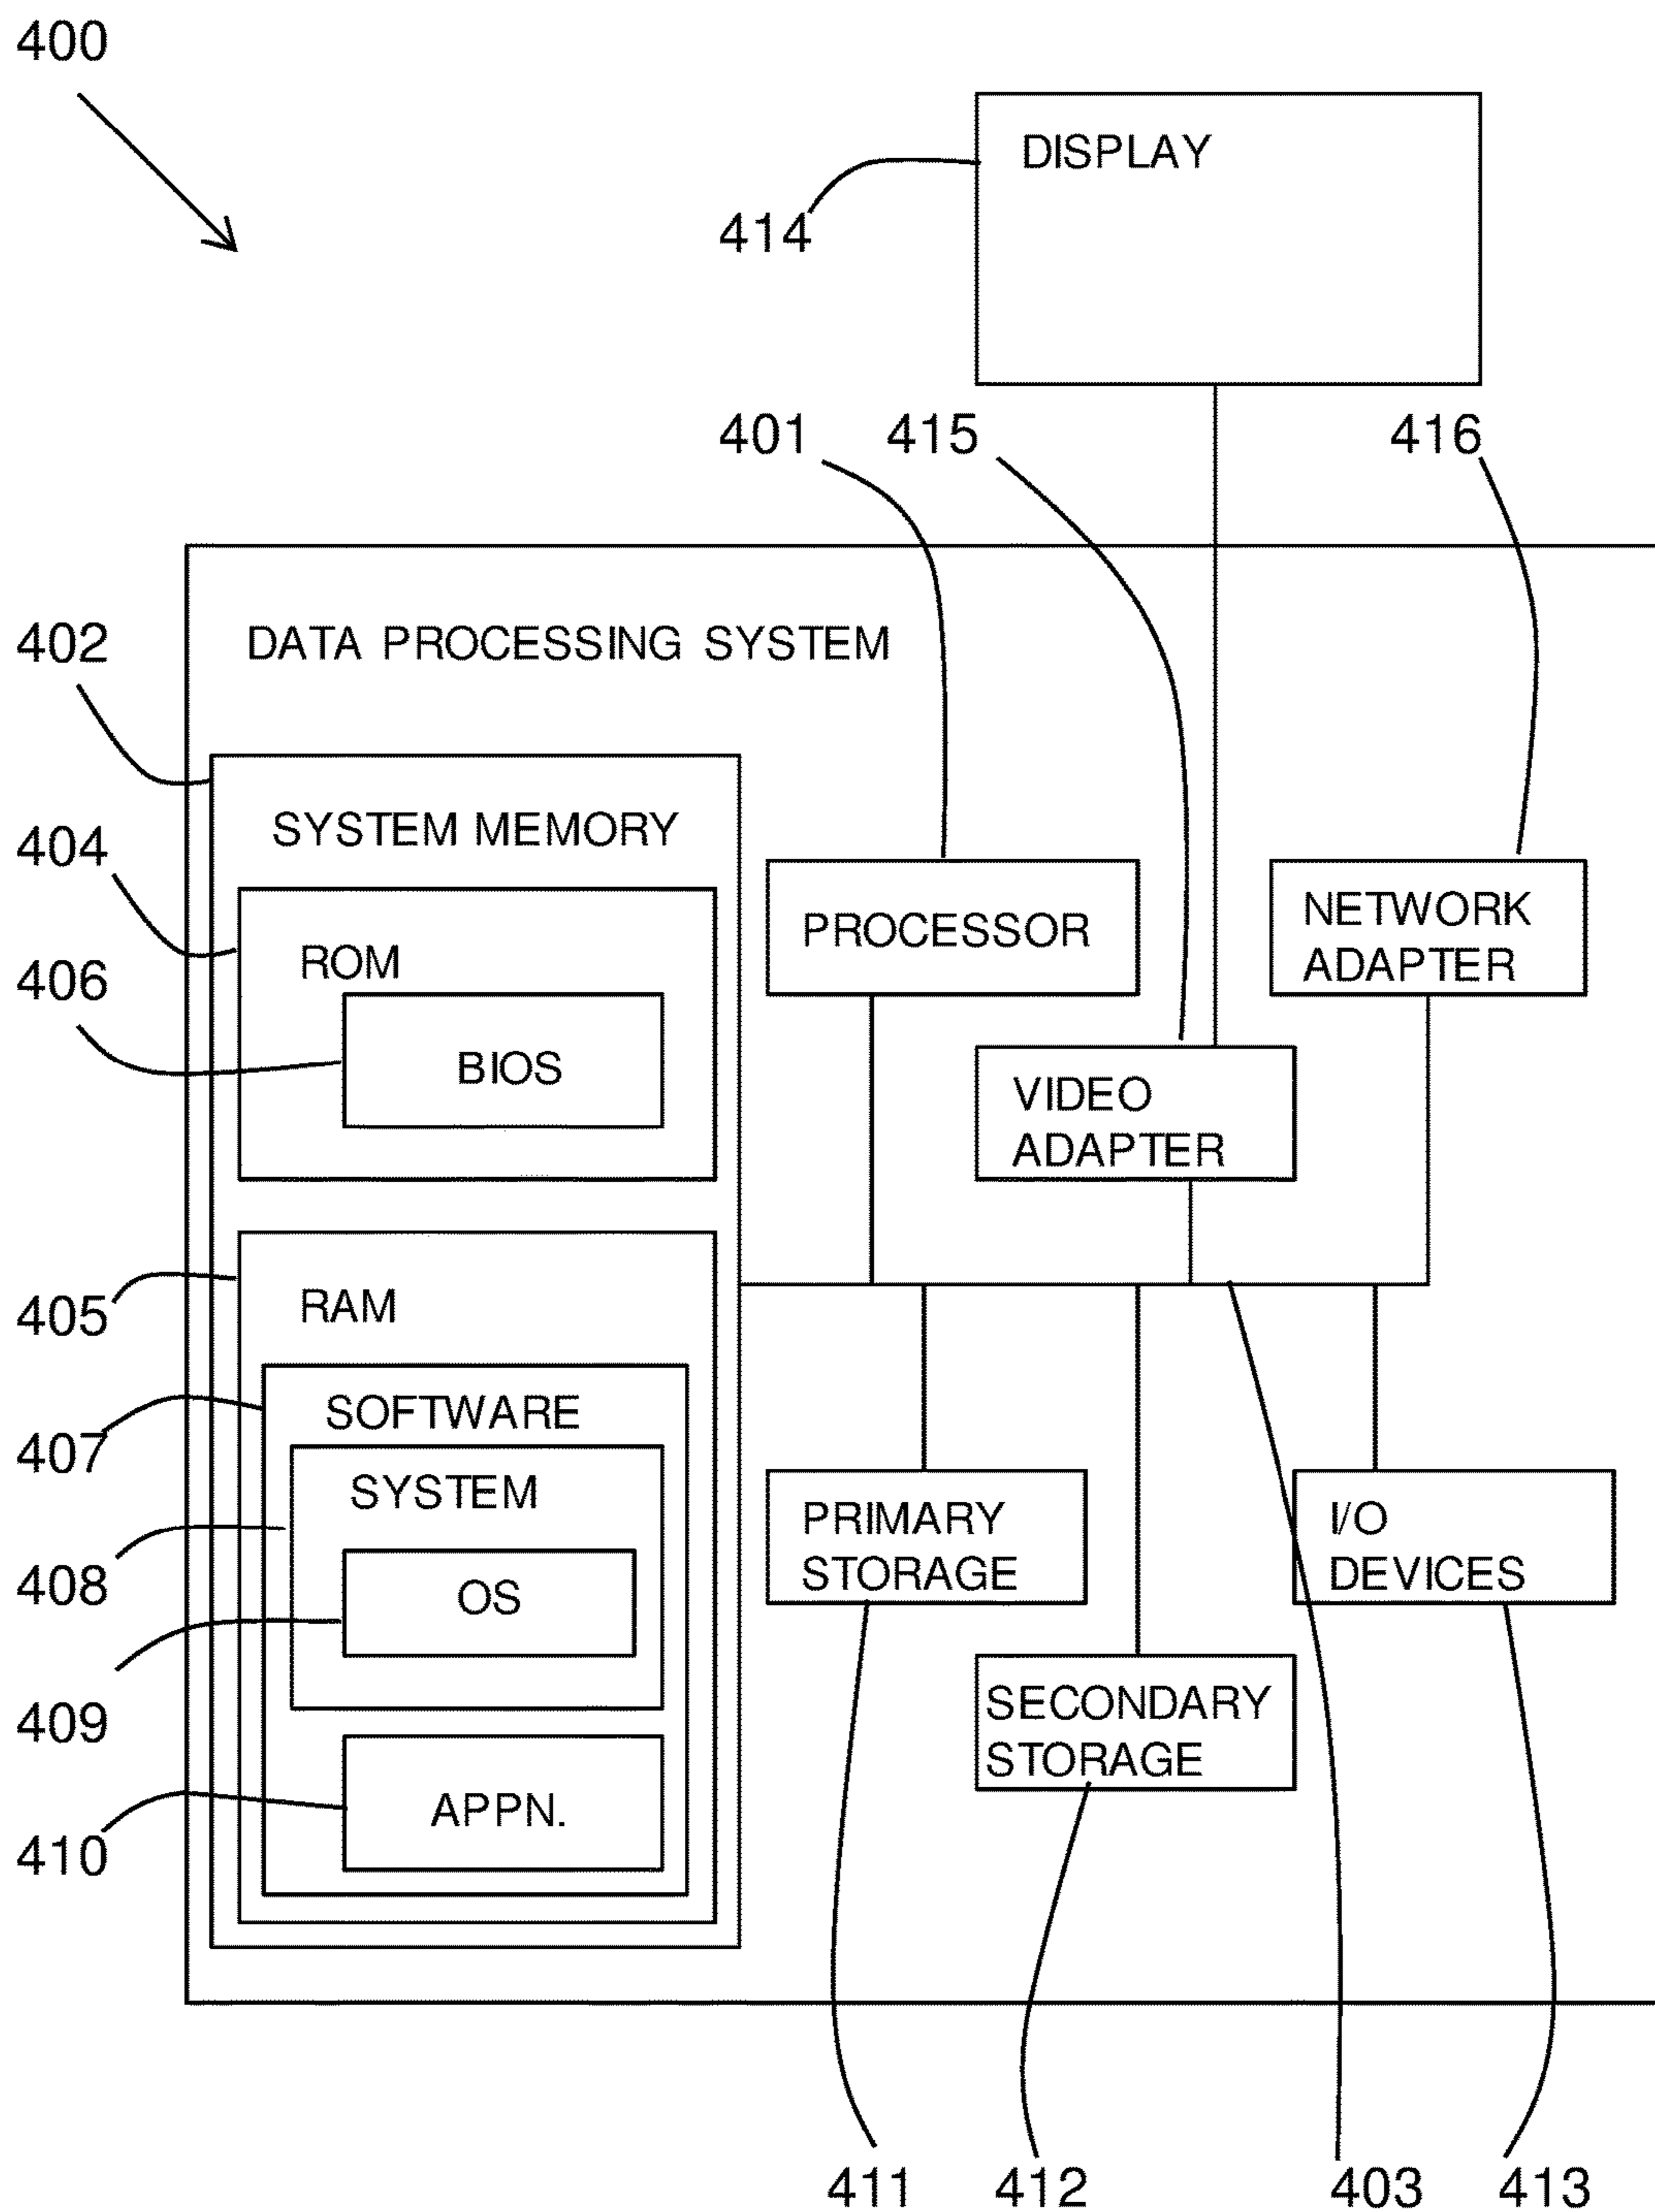 400
DISPLAY
414
401 415 416
DATA PROCESSING SYSTEM
402
SYSTEM MEMORY
404
ROM
406
BIOS
PROCESSOR
NETWORK
ADAPTER
VIDEO
ADAPTER
405
RAM
407
SOFTWARE
SYSTEM
408
OS
409
APPN.
410
PRIMARY
STORAGE
I/O
DEVICES
SECONDARY
STORAGE
411 412 403 413